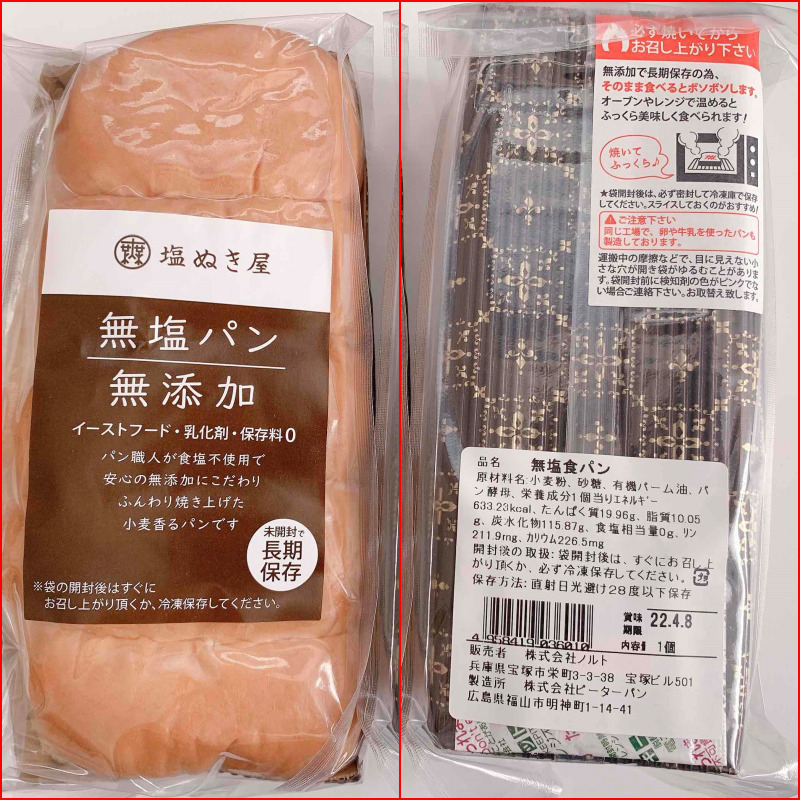 塩ぬき屋
無塩パン
無添加
イーストフード・乳化剤・保存料0
パン職人が食塩不使用で
安心の無添加にこだわり
ふんわり焼き上げた
小麦香るパンです
未開封で
長期
保存
※袋の開封後はすぐに
お召し上がり頂くか、冷凍保存してください。
必ず焼いてから
お召し上がり下さい
無添加で長期保存の為、
そのまま食べるとボソボソします。
オーブンやレンジで温めると
ふっくら美味しく食べられます!
焼いて
ふっくら♪
★袋開封後は、必ず密封して冷凍庫で保存
してください。スライスしておくのがおすすめ!
ご注意下さい
同じ工場で、卵や牛乳を使ったパンも
製造しております。
運搬中の摩擦などで、目に見えない小
さな穴が開き袋がゆるむことがありま
す。袋開封前に検知剤の色がピンクでな
い場合ご連絡下さい。お取替え致します。
品名 無塩食パン
原材料名:小麦粉、砂糖、有機パーム油、パ
ン酵母、栄養成分1個当りエネルギー
633.23kcal、たんぱく質19.96g、脂質10.05
g、炭水化物115.87g、食塩相当量0g、リン
211.9mg、カリウム226.5mg
開封後の取扱:袋開封後は、すぐにお召し上
がり頂くか、必ず冷凍保存してください。
保存方法:直射日光避け28度以下保存
4 958419 036010
賞味
期限
22.4.8
内容量 1個
販売者 株式会社ノルト
兵庫県宝塚市栄町3-3-38 宝塚ビル501
製造所 株式会社ピーターパン
広島県福山市明神町1-14-41